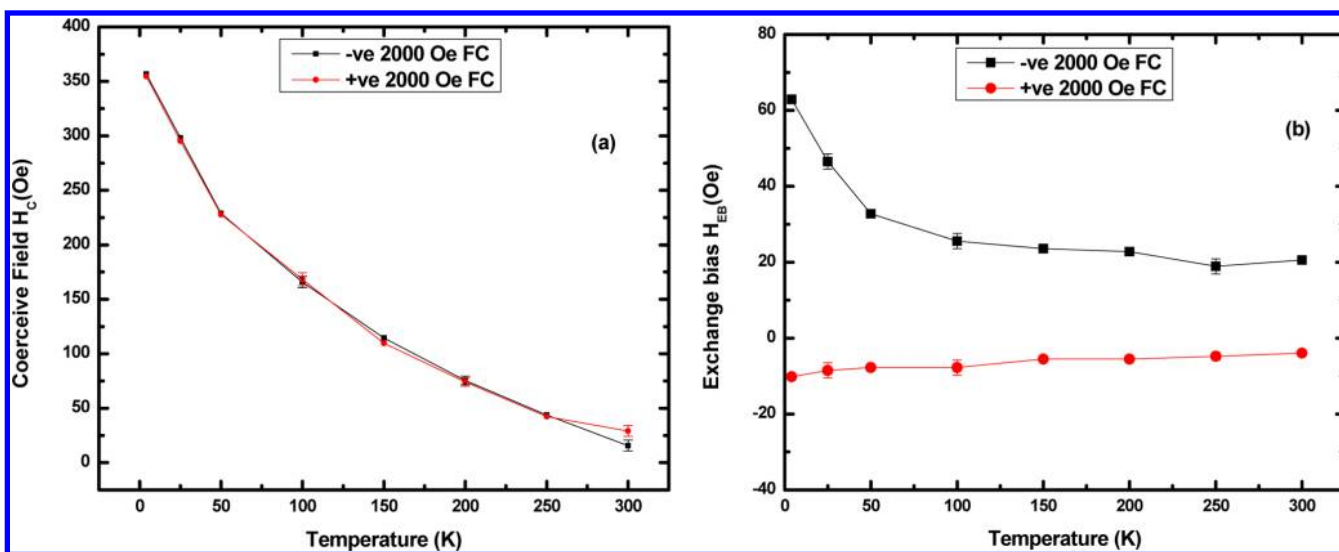 -ve 2000 Oe FC
+ve 2000 Oe FC
(a)
Coerceive Field H_C(Oe)
400
350
300
250
200
150
100
50
0
0 50 100 150 200 250 300
Temperature (K)
-ve 2000 Oe FC
+ve 2000 Oe FC
(b)
Exchange bias H_EB(Oe)
80
60
40
20
0
-20
-40
0 50 100 150 200 250 300
Temperature (K)